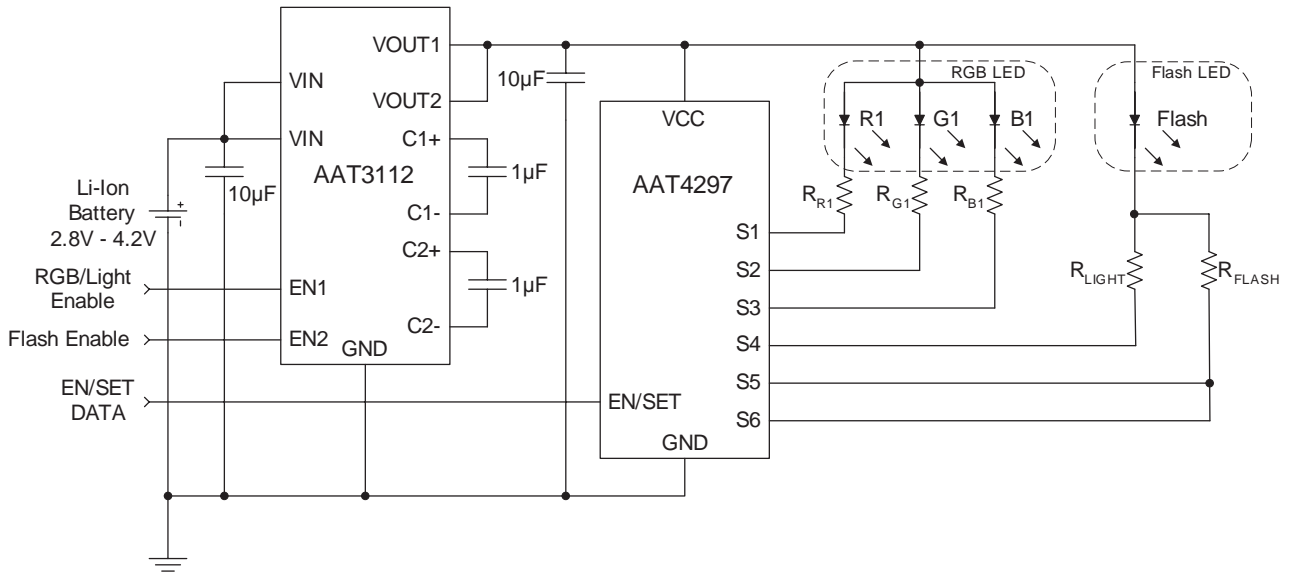 VOUT1
VIN
VOUT2
10µF
VIN
C1+
AAT3112
1µF
10µF
C1-
C2+
1µF
EN1
C2-
EN2
GND
Li-Ion
Battery
2.8V - 4.2V
+
-
RGB/Light
Enable
Flash Enable
EN/SET
DATA
VCC
AAT4297
S1
S2
S3
S4
S5
S6
EN/SET
GND
RGB LED
R1
G1
B1
RR1
RG1
RB1
Flash LED
Flash
RLIGHT
RFLASH